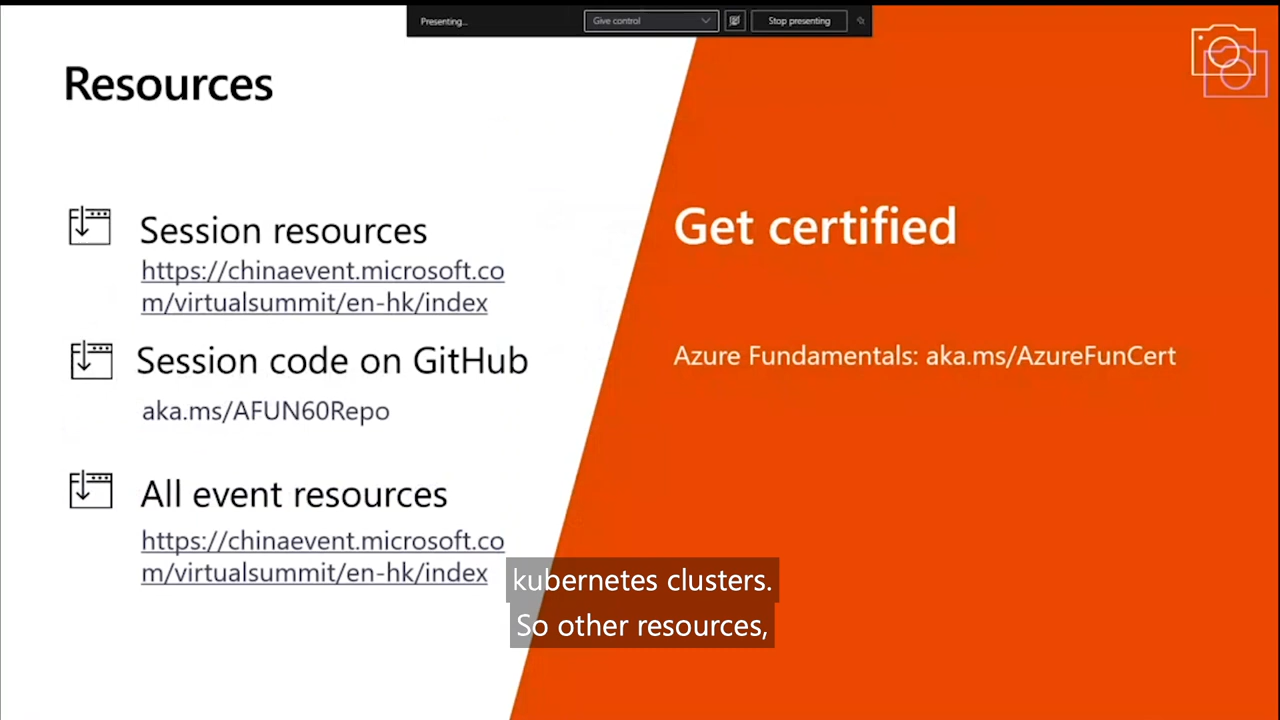 Presenting...
Give control
Stop presenting
Resources
Session resources
https://chinaevent.microsoft.co
m/virtualsummit/en-hk/index
Session code on GitHub
aka.ms/AFUN60Repo
All event resources
https://chinaevent.microsoft.co
m/virtualsummit/en-hk/index
Get certified
Azure Fundamentals: aka.ms/AzureFunCert
kubernetes clusters.
So other resources,